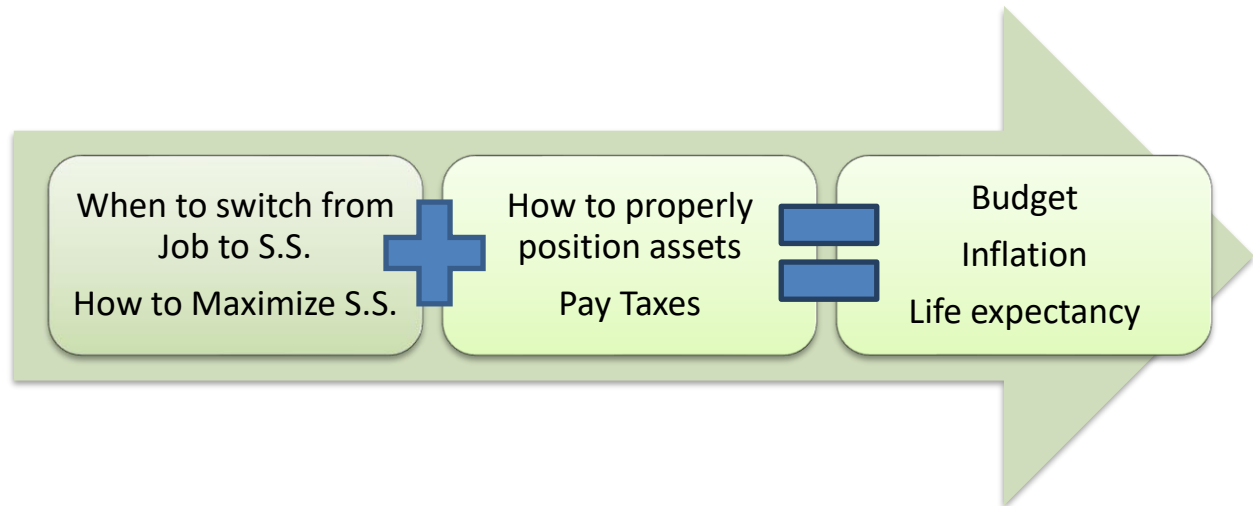 When to switch from
Job to S.S.
How to Maximize S.S.
How to properly
position assets
Pay Taxes
Budget
Inflation
Life expectancy